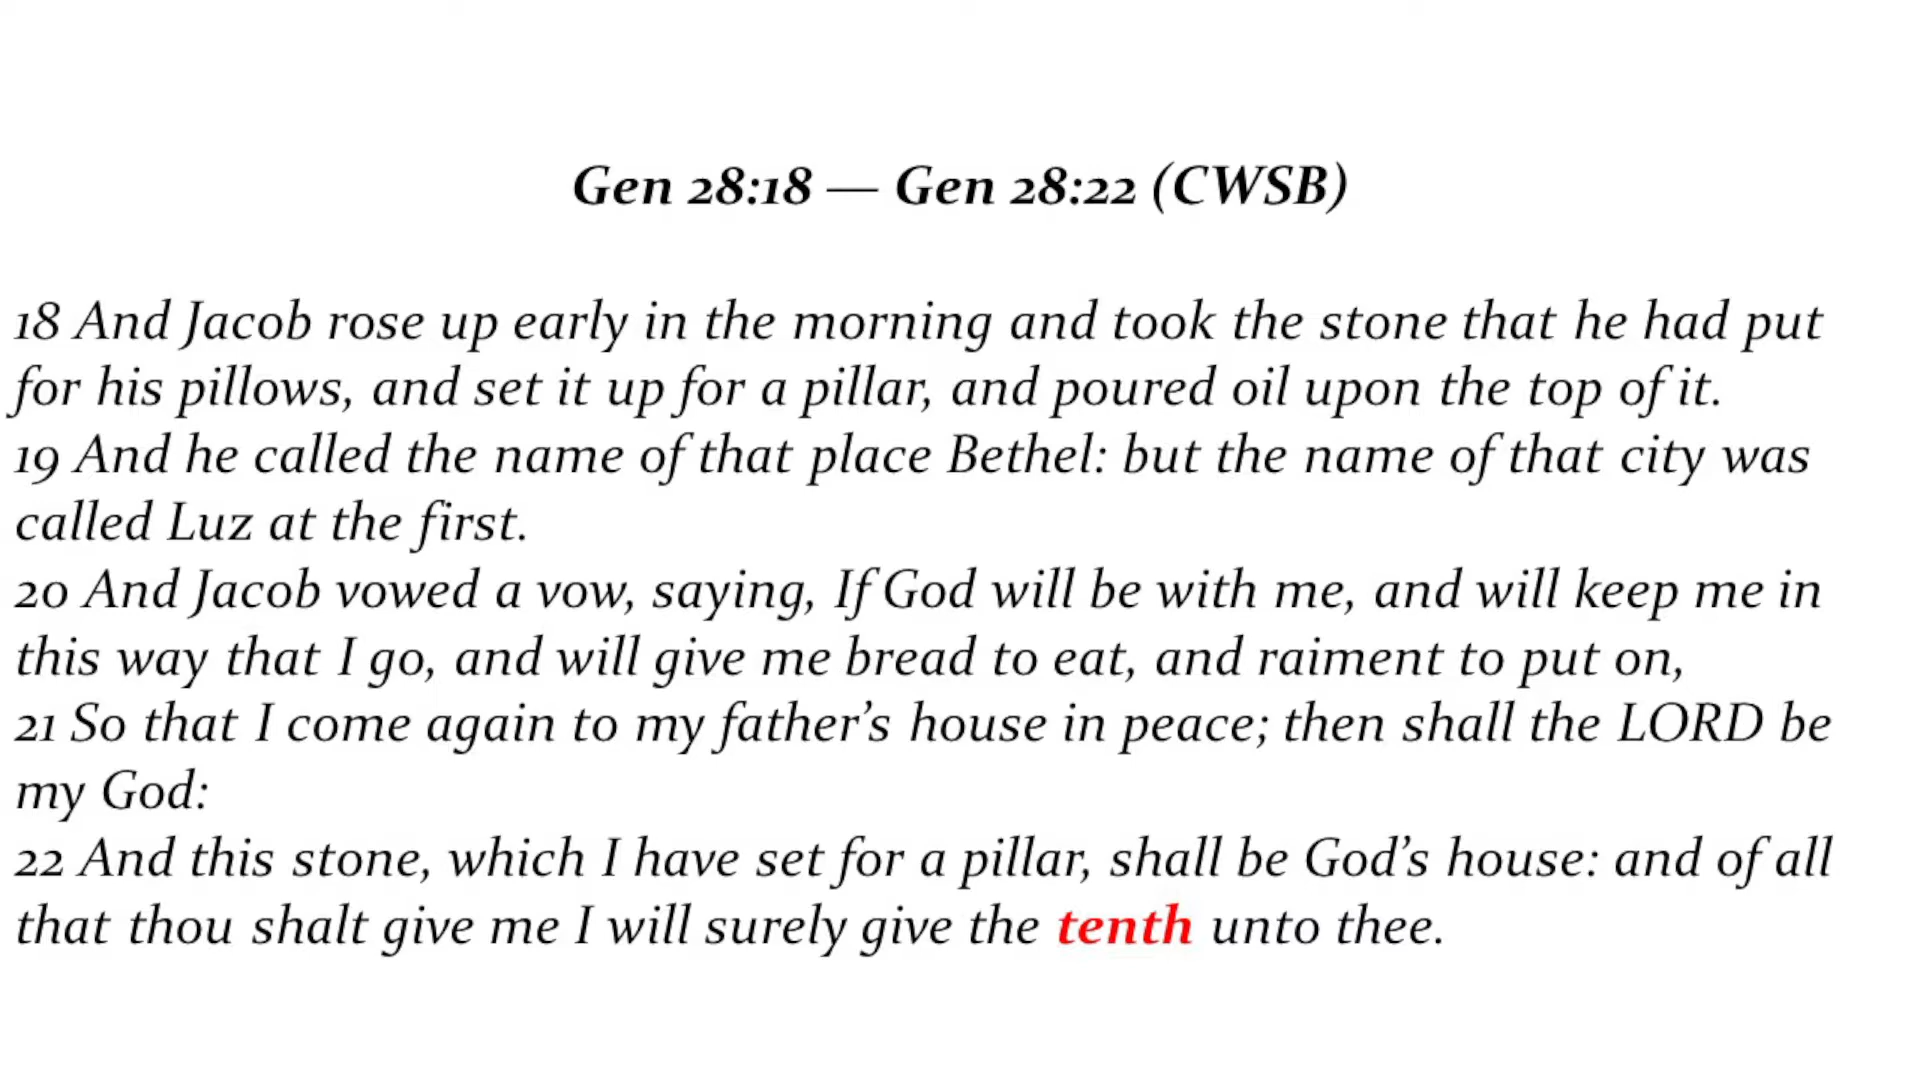 Gen 28:18 — Gen 28:22 (CWSB)
18 And Jacob rose up early in the morning and took the stone that he had put
for his pillows, and set it up for a pillar, and poured oil upon the top of it.
19 And he called the name of that place Bethel: but the name of that city was
called Luz at the first.
20 And Jacob vowed a vow, saying, If God will be with me, and will keep me in
this way that I go, and will give me bread to eat, and raiment to put on,
21 So that I come again to my father’s house in peace; then shall the LORD be
my God:
22 And this stone, which I have set for a pillar, shall be God’s house: and of all
that thou shalt give me I will surely give the tenth unto thee.